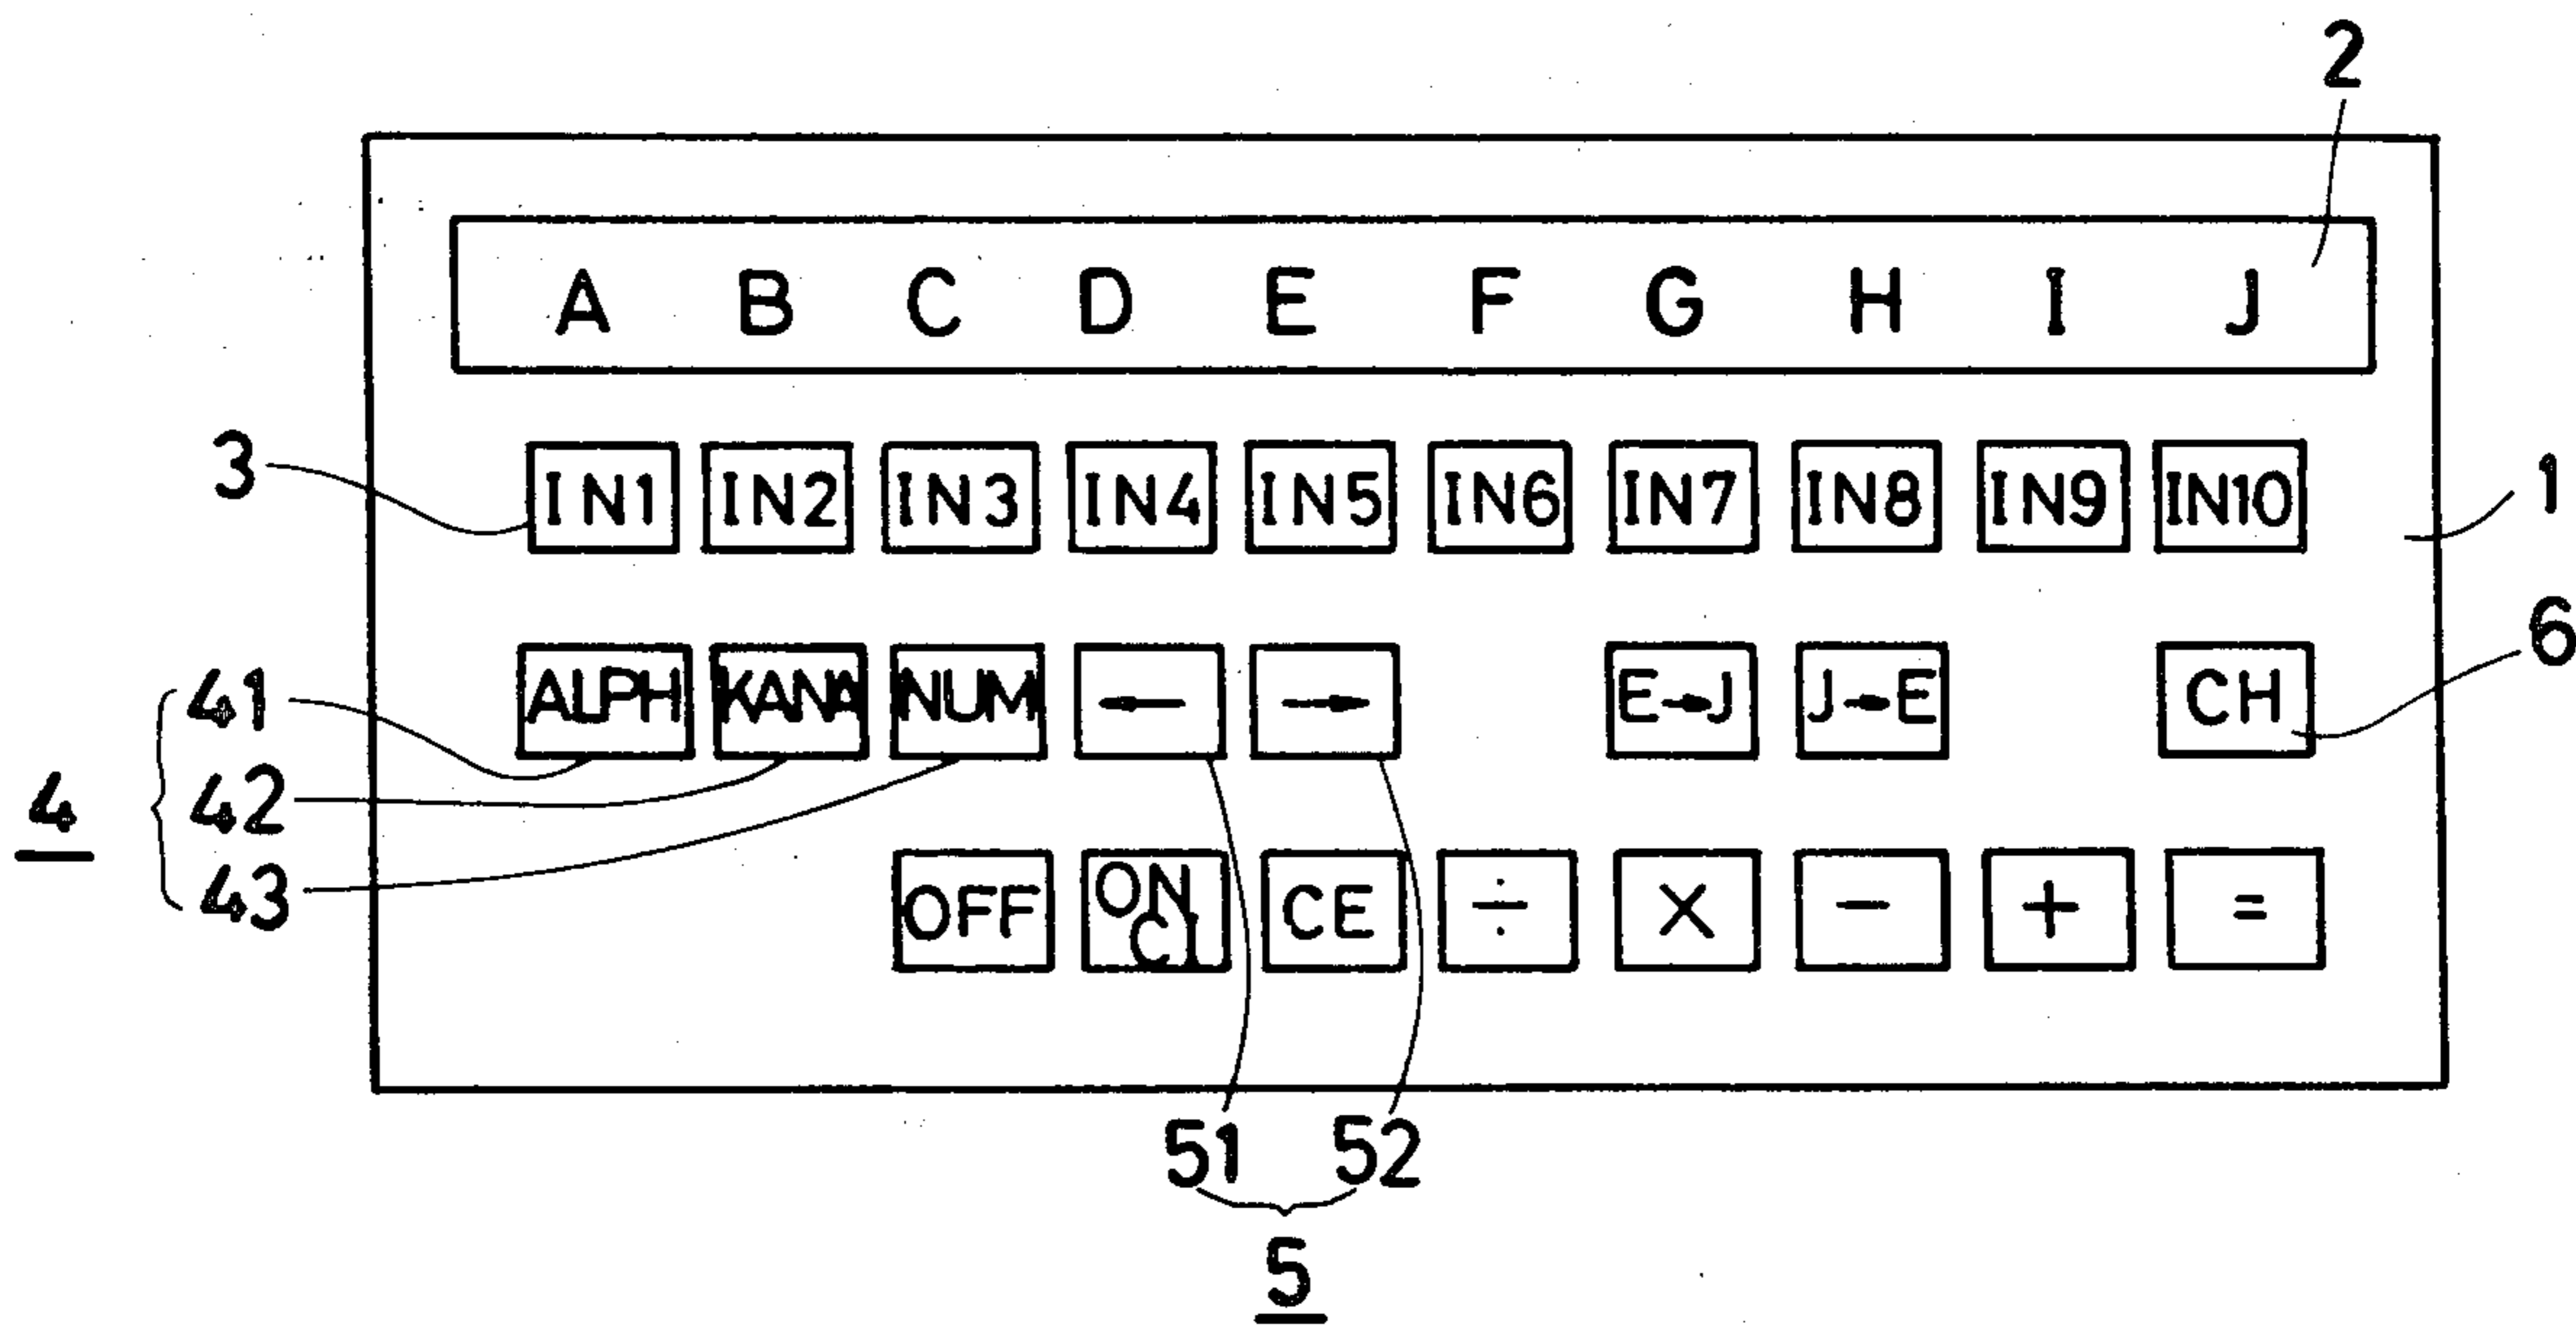 2
A B C D E F G H I J
3 IN1 IN2 IN3 IN4 IN5 IN6 IN7 IN8 IN9 IN10 1
ALPH KANA NUM ← → E→J J→E CH 6
41
42
4
43
OFF ON CL CE ÷ × − + =
51 52
5